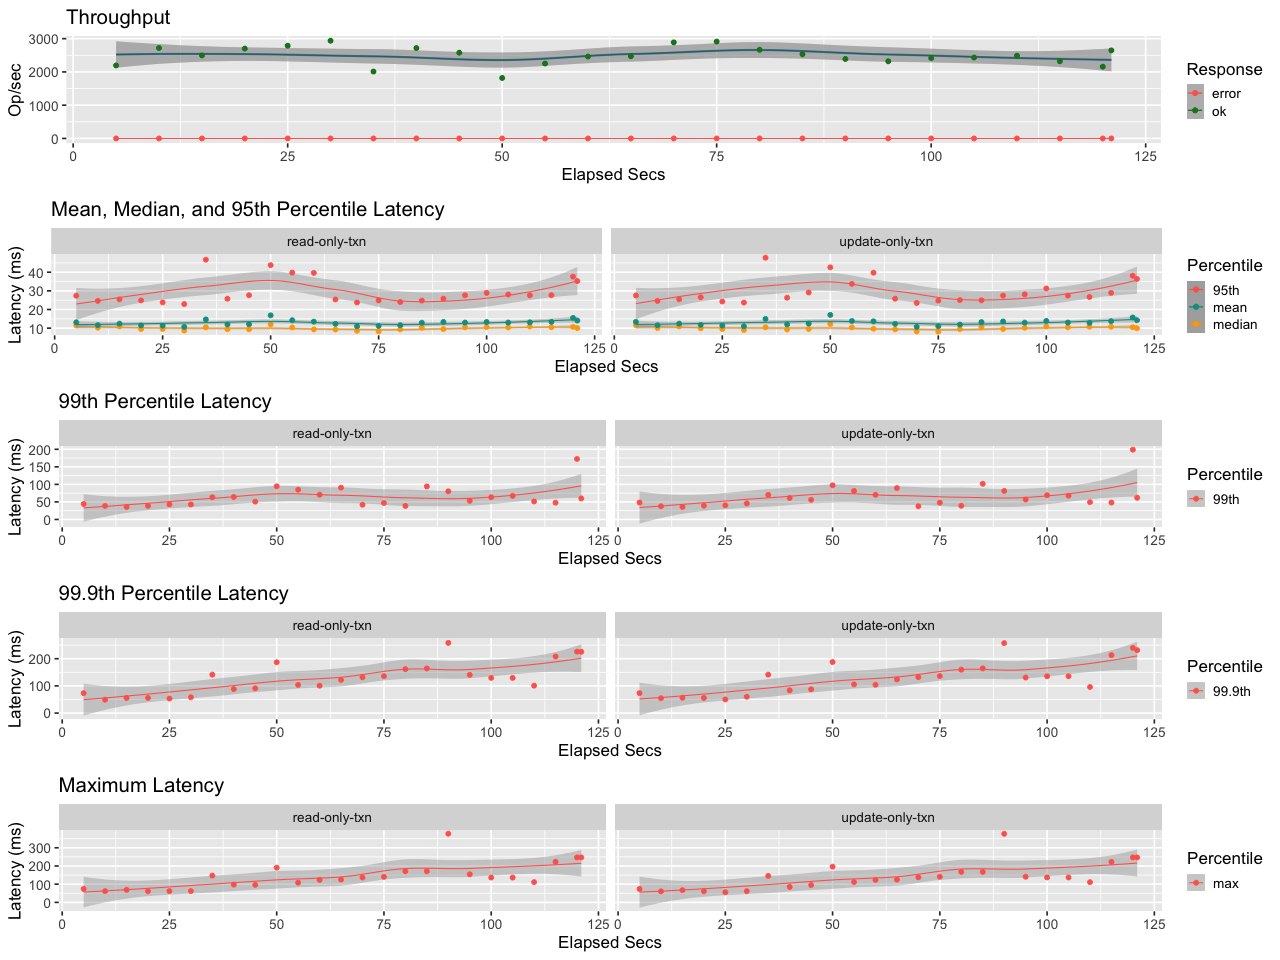 Throughput
3000
2000
1000
0
Op/sec
0 25 50 75 100 125
Elapsed Secs
Response
error
ok
Mean, Median, and 95th Percentile Latency
read-only-txn update-only-txn
40
30
20
10
Latency (ms)
0 25 50 75 100 125 0 25 50 75 100 125
Elapsed Secs
Percentile
95th
mean
median
99th Percentile Latency
read-only-txn update-only-txn
200
150
100
50
0
Latency (ms)
0 25 50 75 100 125 0 25 50 75 100 125
Elapsed Secs
Percentile
99th
99.9th Percentile Latency
read-only-txn update-only-txn
200
100
0
Latency (ms)
0 25 50 75 100 125 0 25 50 75 100 125
Elapsed Secs
Percentile
99.9th
Maximum Latency
read-only-txn update-only-txn
300
200
100
0
Latency (ms)
0 25 50 75 100 125 0 25 50 75 100 125
Elapsed Secs
Percentile
max